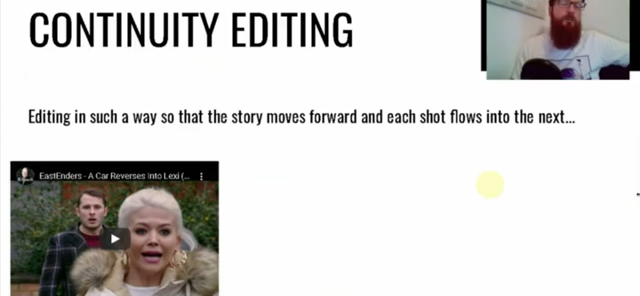 CONTINUITY EDITING
Editing in such a way so that the story moves forward and each shot flows into the next...
EastEnders - A Car Reverses Into Lexi (...